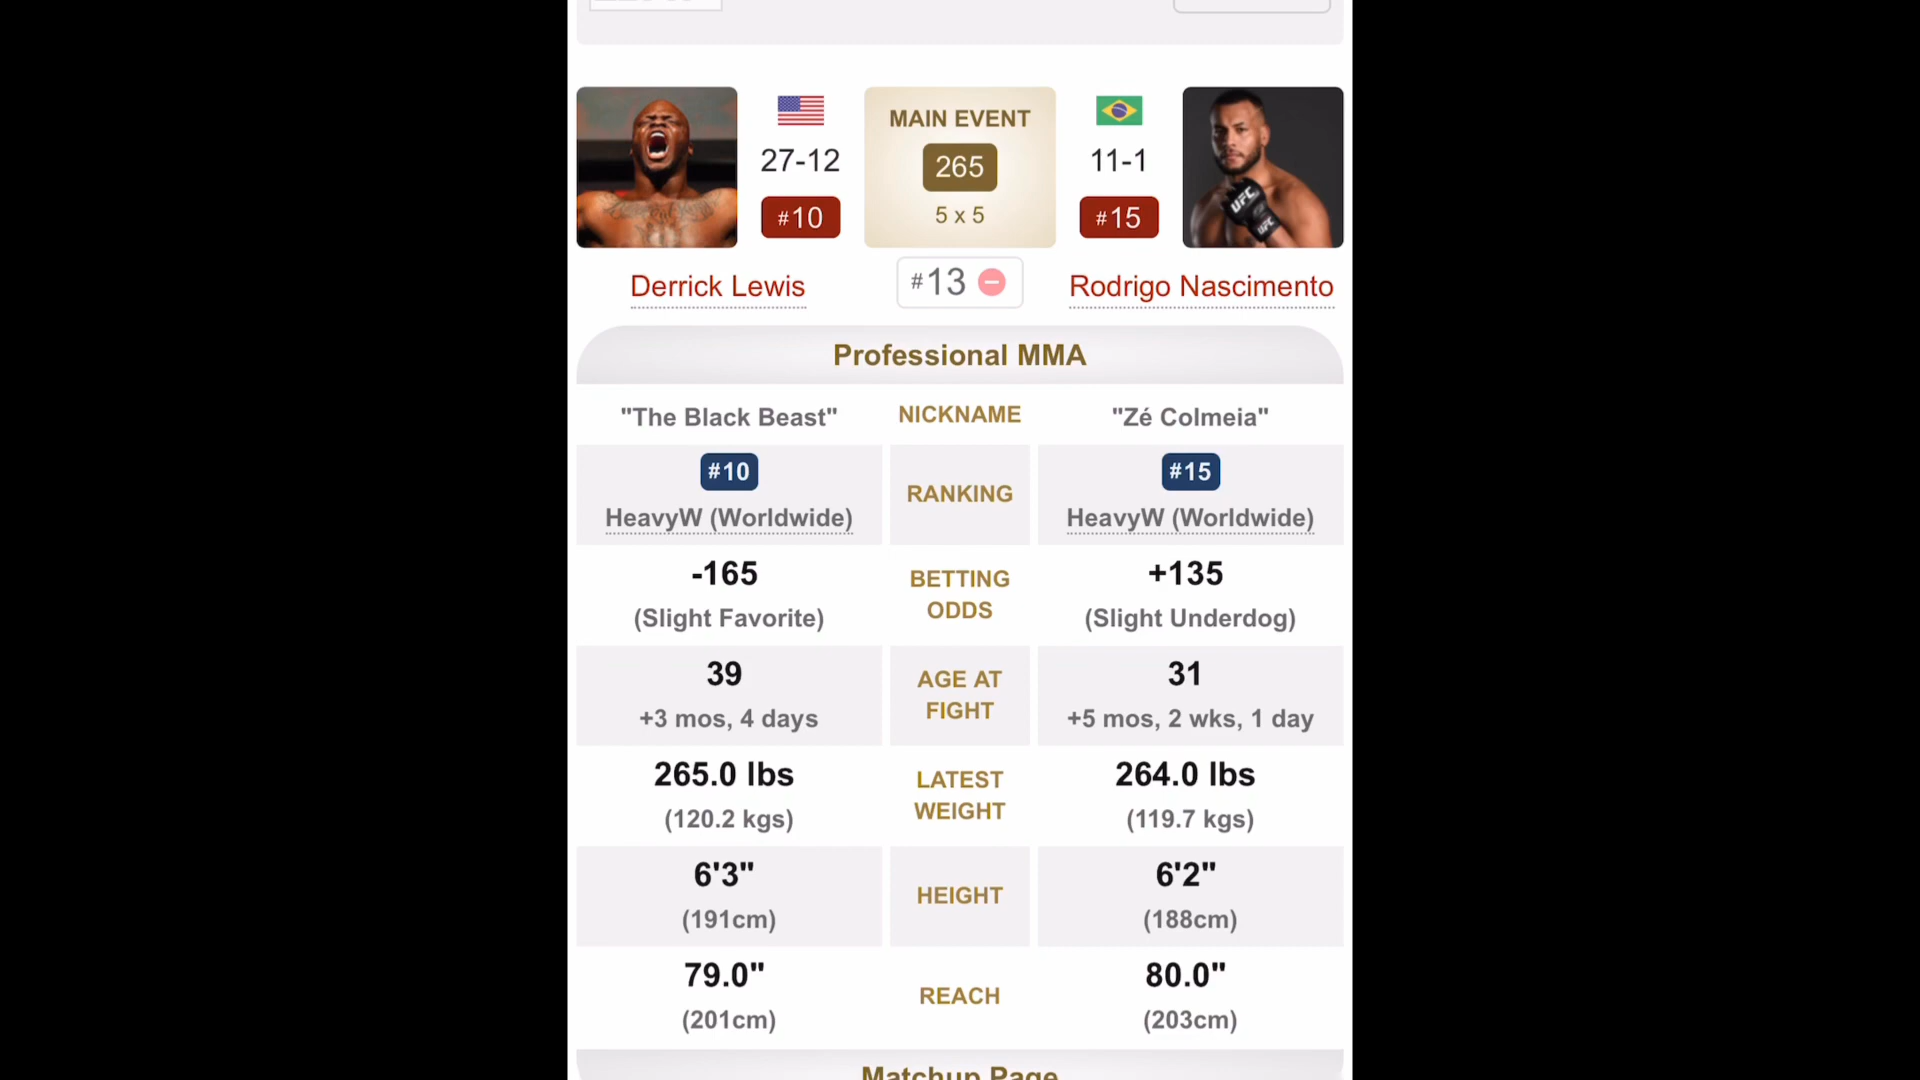 MAIN EVENT
27-12
265
11-1
#10
5 x 5
#15
UFC
UFC
Derrick Lewis
#13
Rodrigo Nascimento
Professional MMA
"The Black Beast"
NICKNAME
"Zé Colmeia"
#10
HeavyW (Worldwide)
RANKING
#15
HeavyW (Worldwide)
-165
(Slight Favorite)
BETTING
ODDS
+135
(Slight Underdog)
39
+3 mos, 4 days
AGE AT
FIGHT
31
+5 mos, 2 wks, 1 day
265.0 lbs
(120.2 kgs)
LATEST
WEIGHT
264.0 lbs
(119.7 kgs)
6'3"
(191cm)
HEIGHT
6'2"
(188cm)
79.0"
(201cm)
REACH
80.0"
(203cm)
Matchup Page